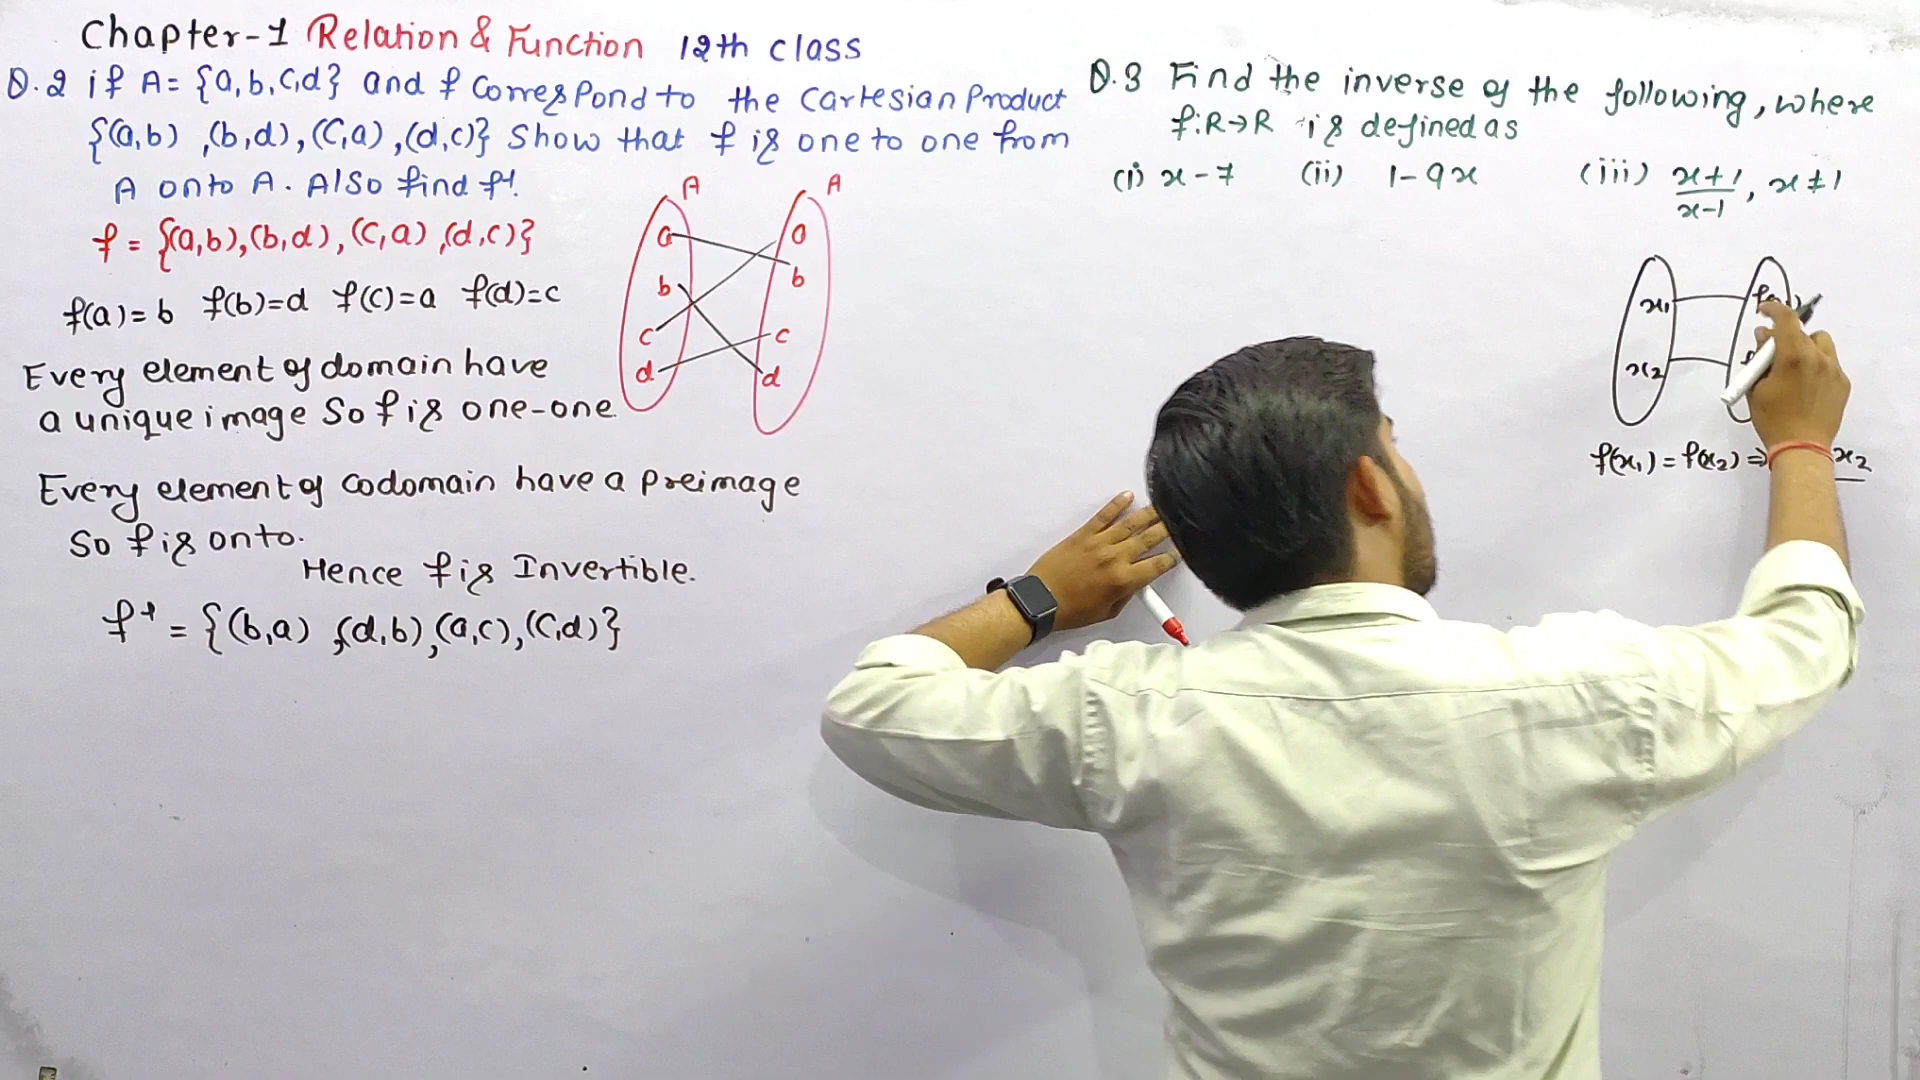 Chapter-1 Relation & Function 12th class
Q.2 if A= {a,b,c,d} and f correspond to the Cartesian Product
{(a,b) ,(b,d),(c,a),(d,c)} Show that f is one to one from
A onto A. Also find f⁻¹.
f = {(a,b),(b,d),(c,a),(d,c)}
f(a)=b f(b)=d f(c)=a f(d)=c
Every element of domain have
a unique image So f is one-one
Every element of codomain have a preimage
So f is onto.
Hence f is Invertible.
f⁻¹ = {(b,a) ,(d,b),(a,c),(c,d)}
A A
a a
b b
c c
d d
Q.3 Find the inverse of the following, where
f:R→R is defined as
(i) x-7 (ii) 1-9x (iii) x+1/x-1, x≠1
x₁
x₂
f(x₁)=f(x₂)⇒ x₂